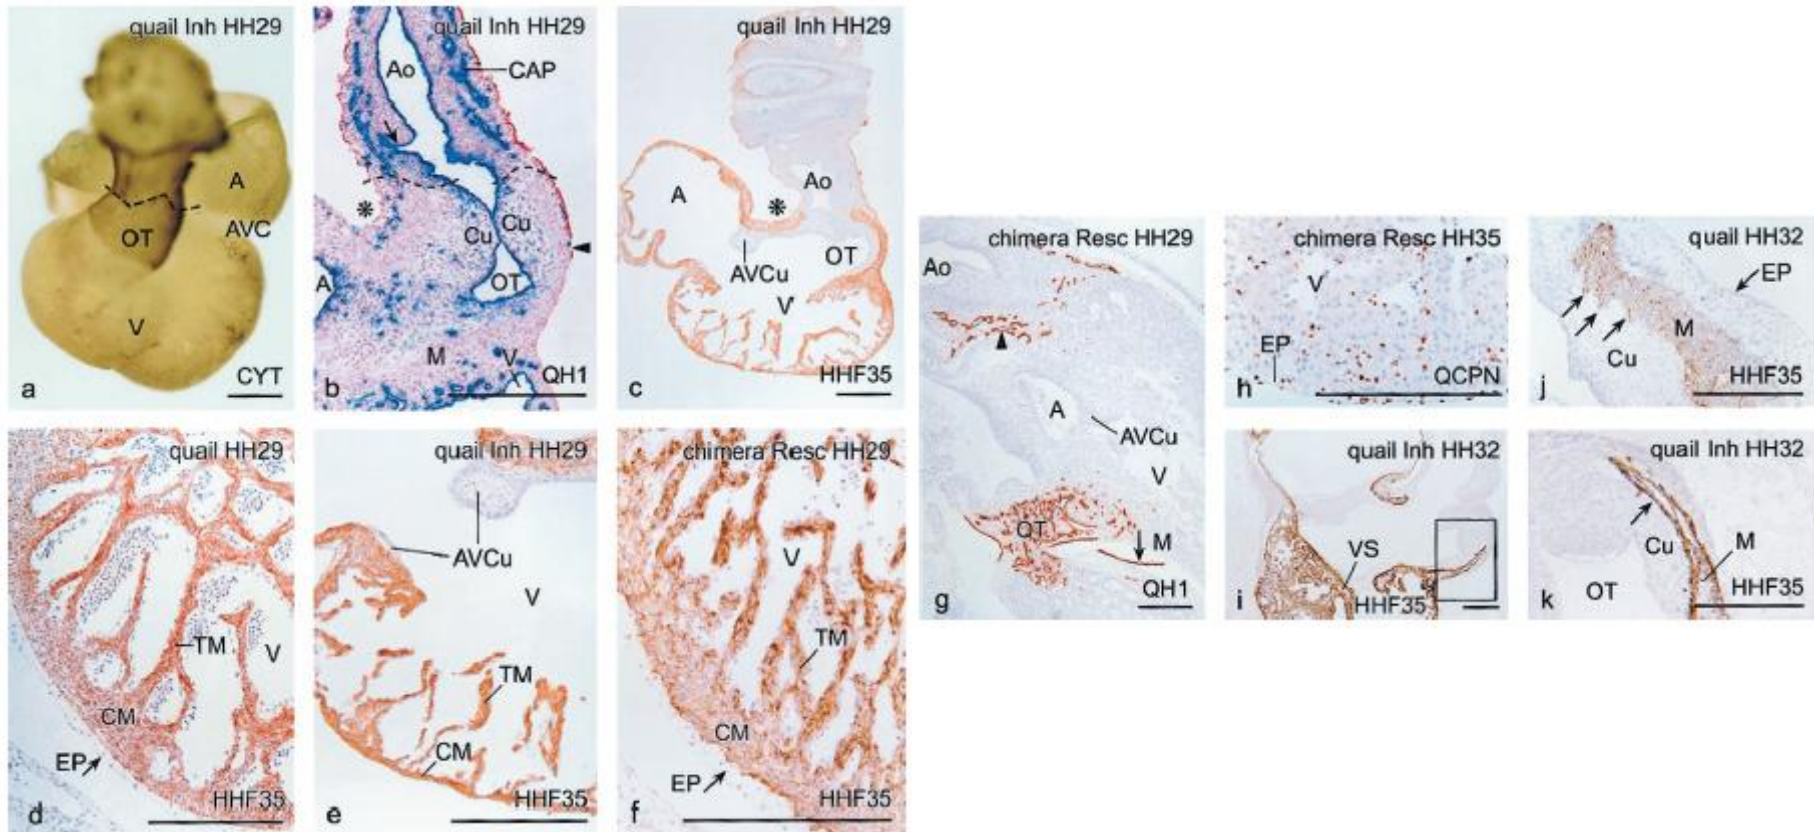 quail Inh HH29
A
AVC
OT
V
a
CYT
quail Inh HH29
Ao
CAP
Cu
Cu
A
OT
M
V
b
QH1
quail Inh HH29
A
Ao
AVCu
OT
V
c
HHF35
quail HH29
TM
V
CM
EP
d
HHF35
quail Inh HH29
AVCu
V
TM
CM
e
HHF35
chimera Resc HH29
V
TM
CM
EP
f
HHF35
chimera Resc HH29
Ao
A
AVCu
V
OT
M
g
QH1
chimera Resc HH35
V
EP
h
QCPN
quail Inh HH32
VS
i
HHF35
quail HH32
EP
M
Cu
j
HHF35
quail Inh HH32
Cu
M
OT
k
HHF35